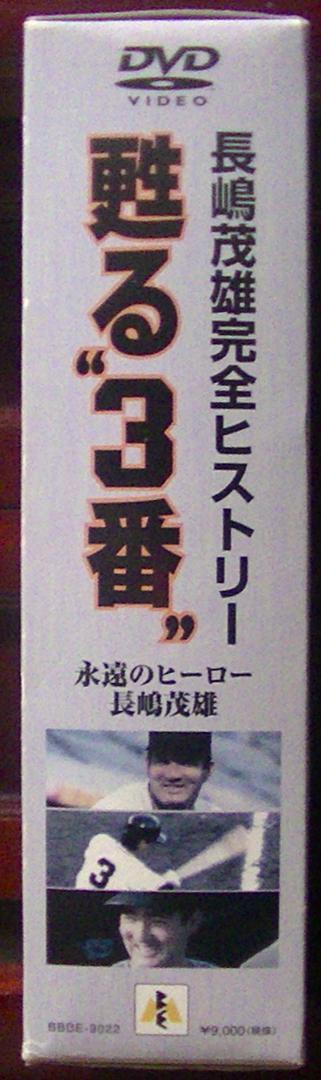 DVD
VIDEO
長嶋茂雄完全ヒストリー
甦る“3番”
永遠のヒーロー
長嶋茂雄
3
BBBE-9022
¥9,000(税抜)